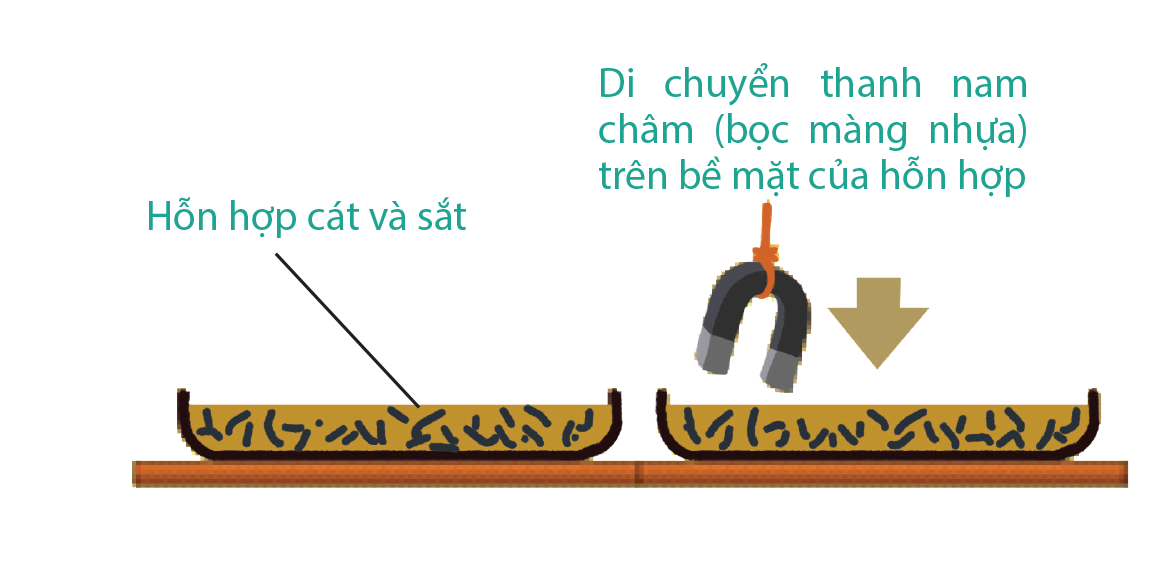 Di chuyển thanh nam
châm (bọc màng nhựa)
trên bề mặt của hỗn hợp
Hỗn hợp cát và sắt